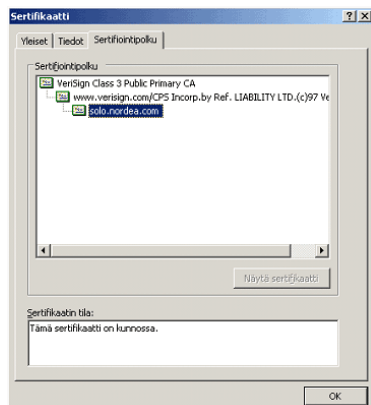 Sertifikaatti
Yleiset Tiedot Sertifiointipolku
Sertifiointipolku
VeriSign Class 3 Public Primary CA
www.verisign.com/CPS Incorp.by Ref. LIABILITY LTD.(c)97 Ve
solo.nordea.com
Näytä sertifikaatti
Sertifikaatin tila:
Tämä sertifikaatti on kunnossa.
OK